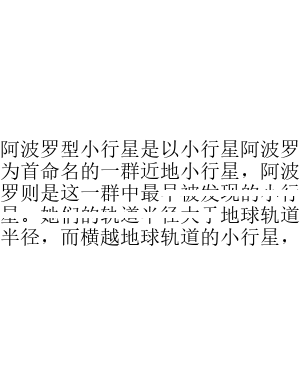 阿波罗型小行星是以小行星阿波罗
为首命名的一群近地小行星，阿波
罗则是这一群中最早被发现的小行
星。她们的轨道半径大于地球轨道
半径，而横越地球轨道的小行星，